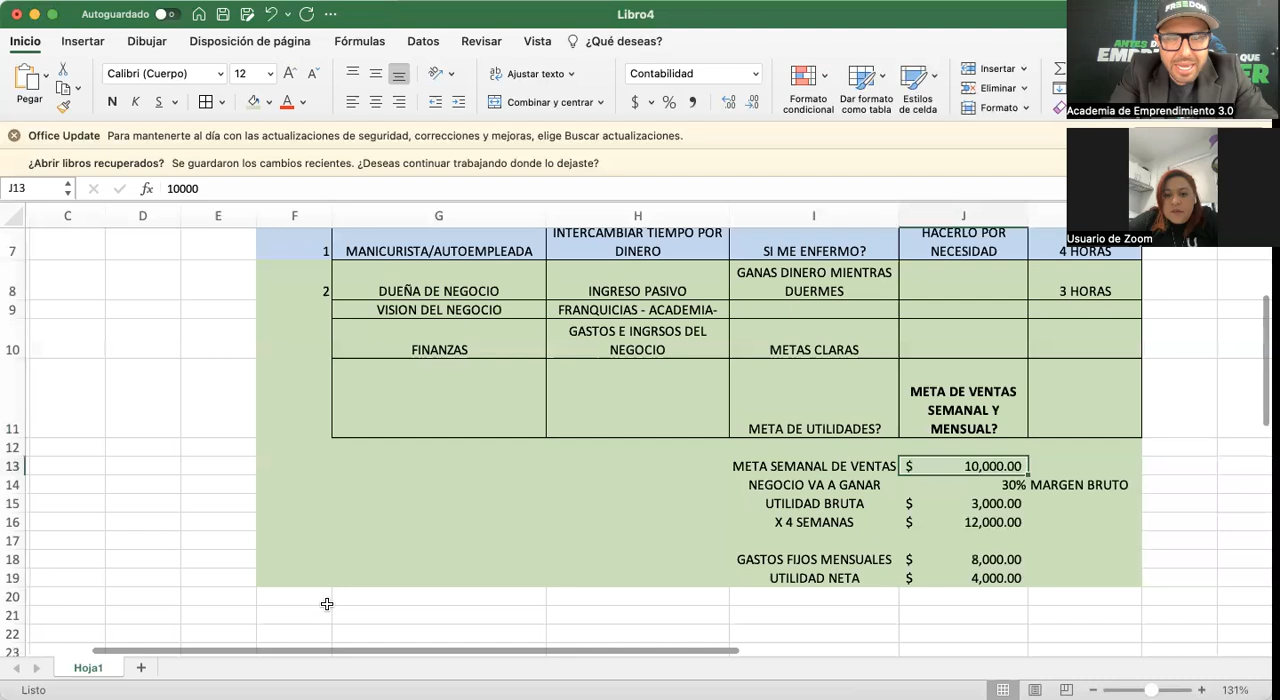 Autoguardado
Libro4
Inicio Insertar Dibujar Disposición de página Fórmulas Datos Revisar Vista ¿Qué deseas?
Pegar
Calibri (Cuerpo) 12
N K S
Ajustar texto
Combinar y centrar
Contabilidad
$ %
Formato condicional
Dar formato como tabla
Estilos de celda
Insertar
Eliminar
Formato
Office Update Para mantenerte al día con las actualizaciones de seguridad, correcciones y mejoras, elige Buscar actualizaciones.
¿Abrir libros recuperados? Se guardaron los cambios recientes. ¿Deseas continuar trabajando donde lo dejaste?
J13 fx 10000
FREEDOM
ANTES
QUE
Academia de Emprendimiento 3.0
Usuario de Zoom
C D E F G H I J
7 1 MANICURISTA/AUTOEMPLEADA INTERCAMBIAR TIEMPO POR DINERO SI ME ENFERMO? HACERLO POR NECESIDAD 4 HORAS
8 2 DUEÑA DE NEGOCIO INGRESO PASIVO GANAS DINERO MIENTRAS DUERMES 3 HORAS
9 VISION DEL NEGOCIO FRANQUICIAS - ACADEMIA-
10 FINANZAS GASTOS E INGRSOS DEL NEGOCIO METAS CLARAS
11 META DE UTILIDADES? META DE VENTAS SEMANAL Y MENSUAL?
12
13 META SEMANAL DE VENTAS $ 10,000.00
14 NEGOCIO VA A GANAR 30% MARGEN BRUTO
15 UTILIDAD BRUTA $ 3,000.00
16 X 4 SEMANAS $ 12,000.00
17
18 GASTOS FIJOS MENSUALES $ 8,000.00
19 UTILIDAD NETA $ 4,000.00
20
21
22
23
Hoja1
Listo
131%